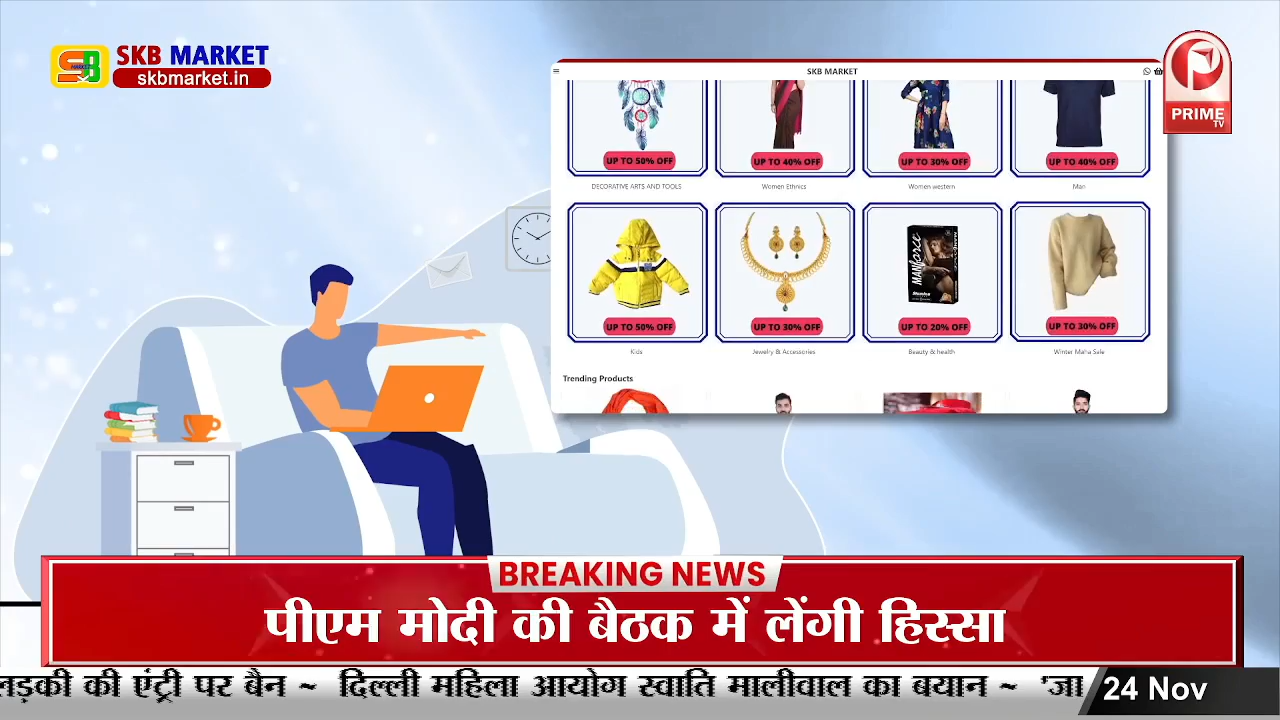 SKB MARKET
skbmarket.in
SKB MARKET
PRIME
TV
UP TO 50% OFF
UP TO 40% OFF
UP TO 30% OFF
UP TO 40% OFF
DECORATIVE ARTS AND TOOLS
Women Ethnics
Women western
Man
MANforce
UP TO 50% OFF
UP TO 30% OFF
UP TO 20% OFF
UP TO 30% OFF
Kids
Jewelry & Accessories
Beauty & health
Winter Maha Sale
Trending Products
BREAKING NEWS
पीएम मोदी की बैठक में लेंगी हिस्सा
लड़की की एंट्री पर बैन ~ दिल्ली महिला आयोग स्वाति मालीवाल का बयान ~ 'जा
24 Nov